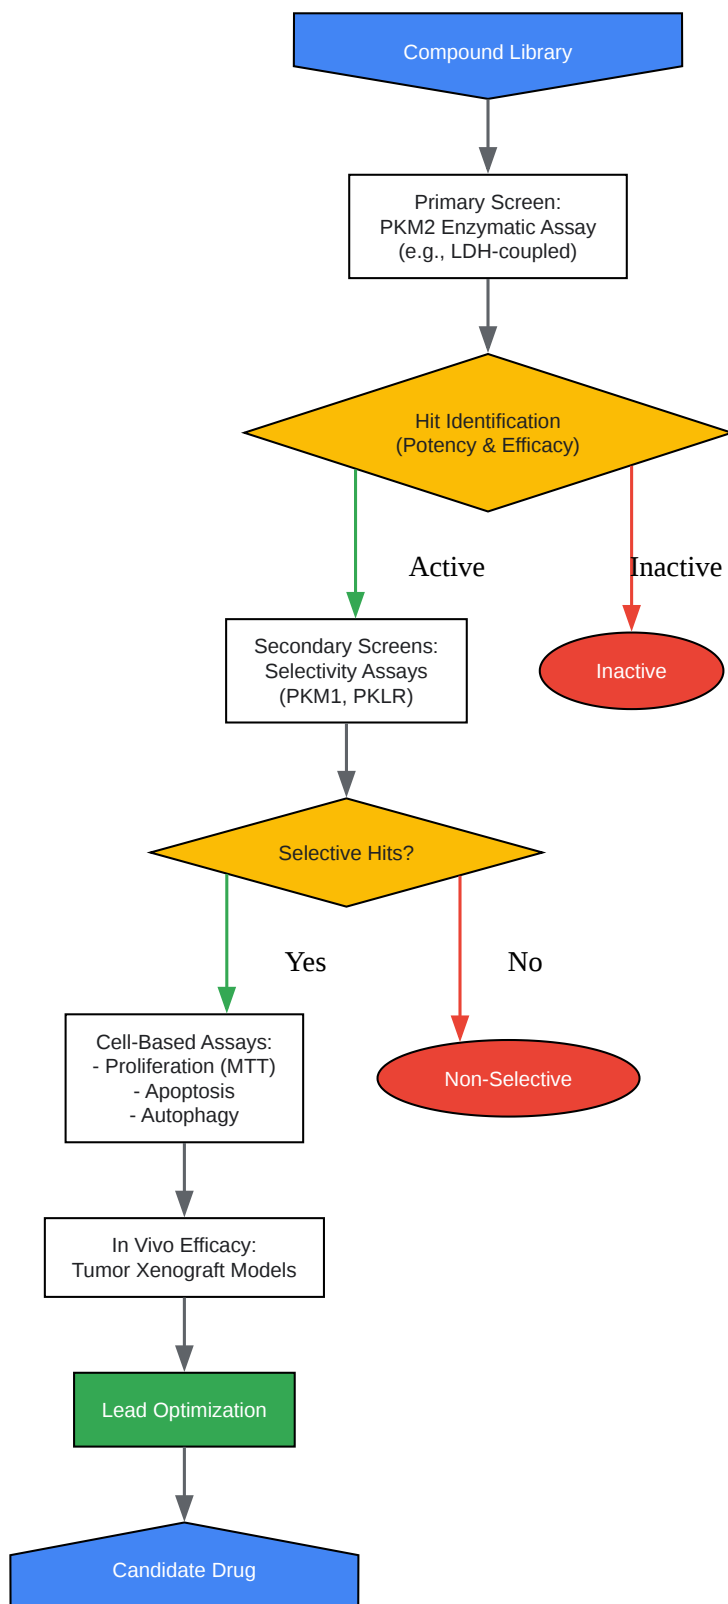 Compound Library
Primary Screen:
PKM2 Enzymatic Assay
(e.g., LDH-coupled)
Hit Identification
(Potency & Efficacy)
Active
Inactive
Secondary Screens:
Selectivity Assays
(PKM1, PKLR)
Inactive
Selective Hits?
Yes
No
Cell-Based Assays:
- Proliferation (MTT)
- Apoptosis
- Autophagy
Non-Selective
In Vivo Efficacy:
Tumor Xenograft Models
Lead Optimization
Candidate Drug